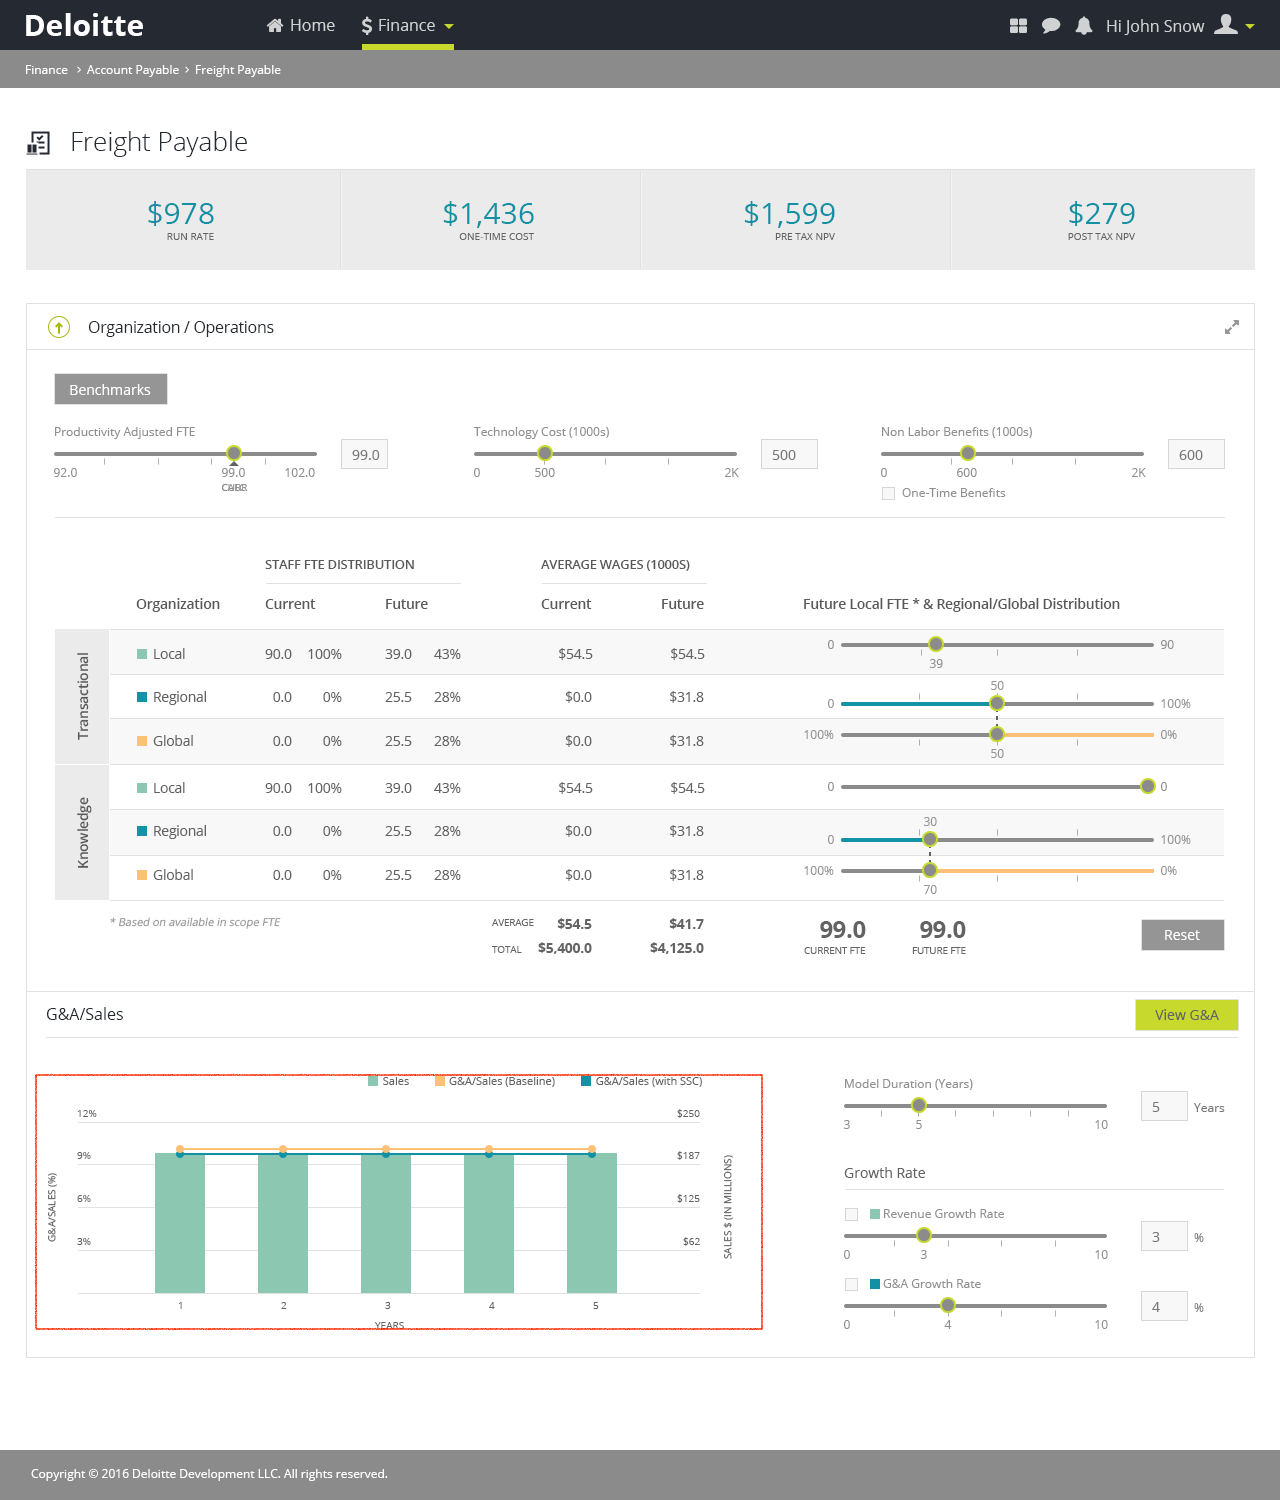 Deloitte Home $ Finance Hi John Snow
Finance > Account Payable > Freight Payable
Freight Payable
$978 $1,436 $1,599 $279
RUN RATE ONE-TIME COST PRE TAX NPV POST TAX NPV
Organization / Operations
Benchmarks
Productivity Adjusted FTE Technology Cost (1000s) Non Labor Benefits (1000s)
99.0 500 600
92.0 99.0 102.0 0 500 2K 0 600 2K
One-Time Benefits
STAFF FTE DISTRIBUTION AVERAGE WAGES (1000S)
Organization Current Future Current Future Future Local FTE * & Regional/Global Distribution
Transactional
Local 90.0 100% 39.0 43% $54.5 $54.5 0 90
39
50
Regional 0.0 0% 25.5 28% $0.0 $31.8 0 100%
Global 0.0 0% 25.5 28% $0.0 $31.8 100% 0%
50
Knowledge
Local 90.0 100% 39.0 43% $54.5 $54.5 0 0
30
Regional 0.0 0% 25.5 28% $0.0 $31.8 0 100%
Global 0.0 0% 25.5 28% $0.0 $31.8 100% 0%
70
* Based on available in scope FTE AVERAGE $54.5 $41.7 99.0 99.0 Reset
TOTAL $5,400.0 $4,125.0 CURRENT FTE FUTURE FTE
G&A/Sales View G&A
Sales G&A/Sales (Baseline) G&A/Sales (with SSC)
12% $250
9% $187
6% $125
3% $62
G&A/SALES (%)
SALES $ (IN MILLIONS)
1 2 3 4 5
YEARS
Model Duration (Years)
5 Years
3 5 10
Growth Rate
Revenue Growth Rate
3 %
0 3 10
G&A Growth Rate
4 %
0 4 10
Copyright © 2016 Deloitte Development LLC. All rights reserved.